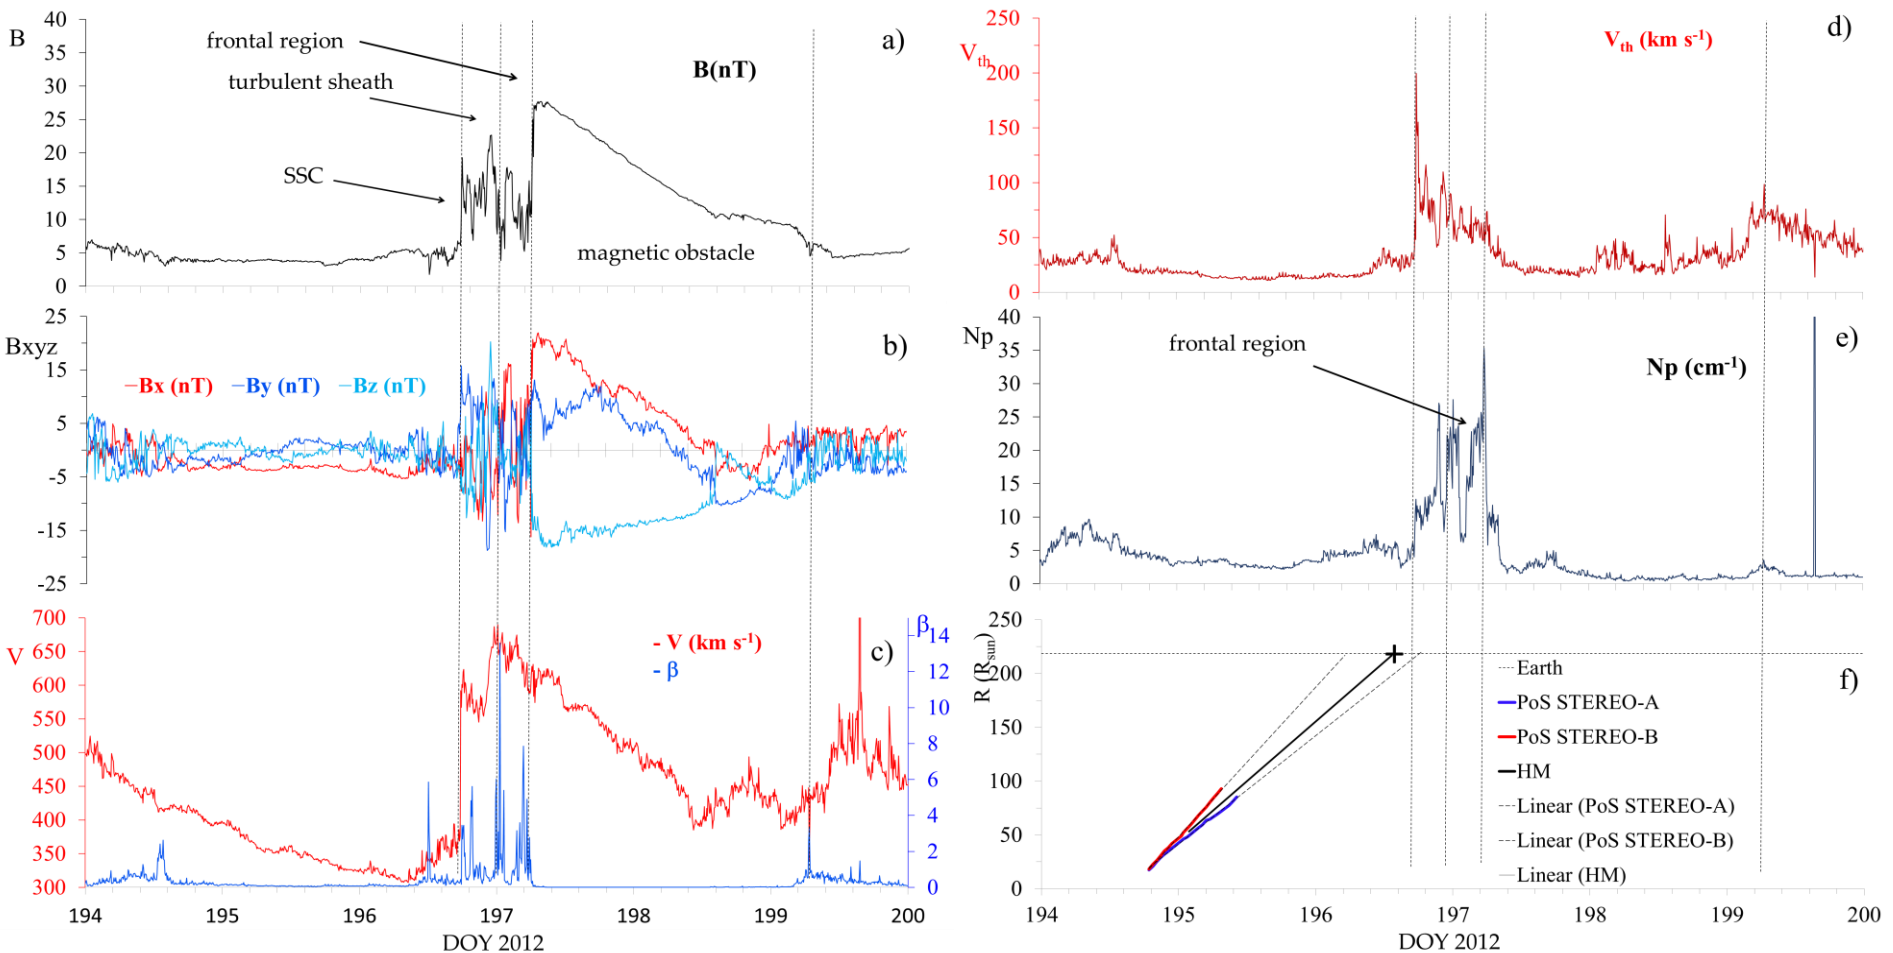 B
40
35
30
25
20
15
10
5
0
frontal region
turbulent sheath
SSC
B(nT)
magnetic obstacle
a)
Bxyz
25
15
5
-5
-15
-25
Bx (nT) By (nT) Bz (nT)
b)
V
700
650
600
550
500
450
400
350
300
- V (km s⁻¹)
- β
c)
β
14
12
10
8
6
4
2
0
194 195 196 197 198 199 200
DOY 2012
Vth
250
200
150
100
50
0
Vth (km s⁻¹)
d)
Np
40
35
30
25
20
15
10
5
0
frontal region
Np (cm⁻¹)
e)
R (Rsun)
250
200
150
100
50
0
f)
Earth
PoS STEREO-A
PoS STEREO-B
HM
Linear (PoS STEREO-A)
Linear (PoS STEREO-B)
Linear (HM)
194 195 196 197 198 199 200
DOY 2012